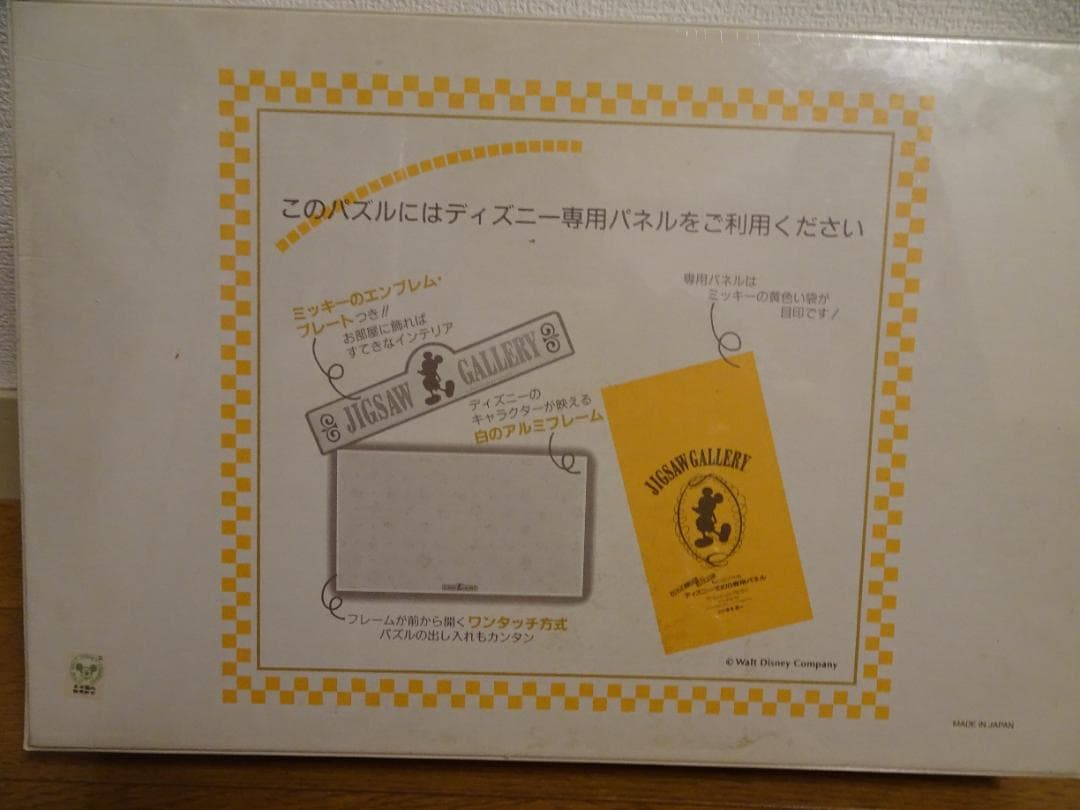 このパズルにはディズニー専用パネルをご利用ください
ミッキーのエンブレム・
プレートつき!!
お部屋に飾れば
すてきなインテリア
JIGSAW GALLERY
ディズニーの
キャラクターが映える
白のアルミフレーム
専用パネルは
ミッキーの黄色い袋が
目印です!
JIGSAW GALLERY
フレームが前から開くワンタッチ方式
パズルの出し入れもカンタン
© Walt Disney Company
MADE IN JAPAN